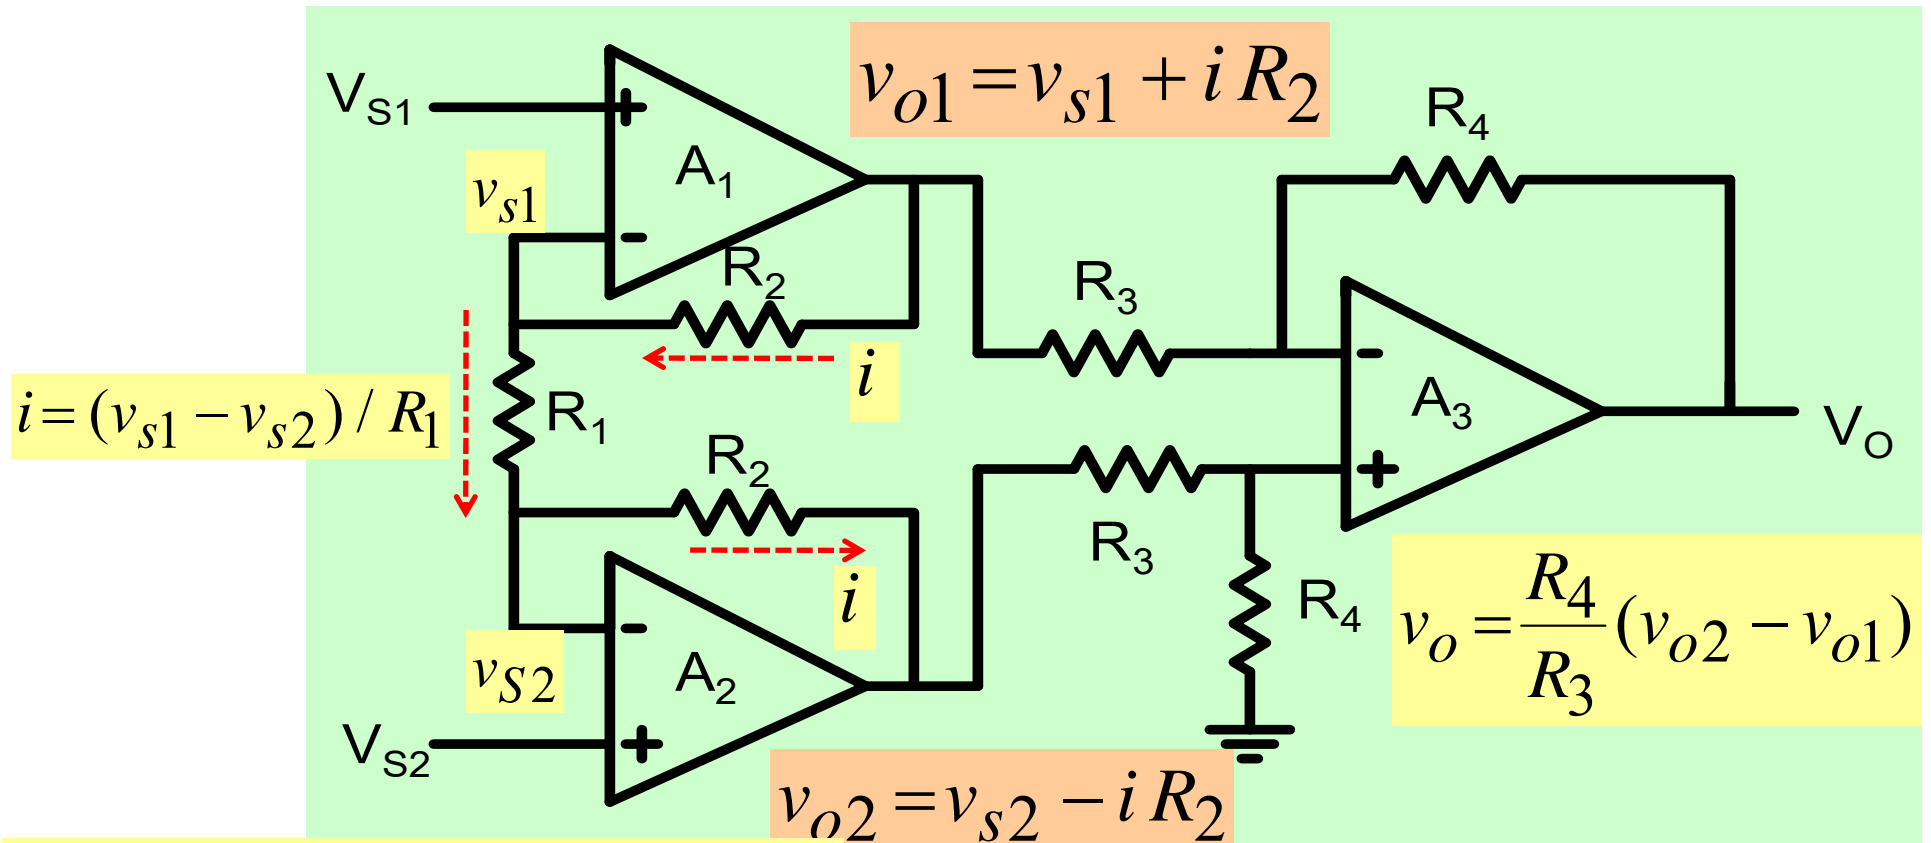 v_{o1} = v_{s1} + i R_2
V_{S1}
R_4
A_1
v_{s1}
R_2
R_3
i
i = (v_{s1} − v_{s2}) / R_1
R_1
A_3
V_O
R_2
R_3
i
R_4
v_o = \frac{R_4}{R_3} (v_{o2} − v_{o1})
v_{S2}
A_2
V_{S2}
v_{o2} = v_{s2} − i R_2